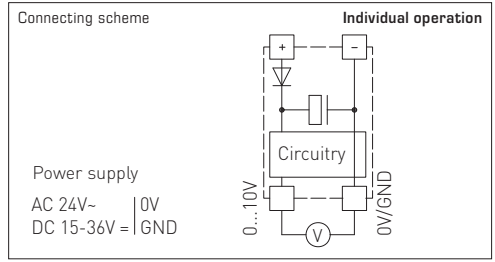 Connecting scheme
Individual operation
+
–
Circuitry
Power supply
AC 24V~ | 0V
DC 15-36V = | GND
0...10V
0V/GND
V